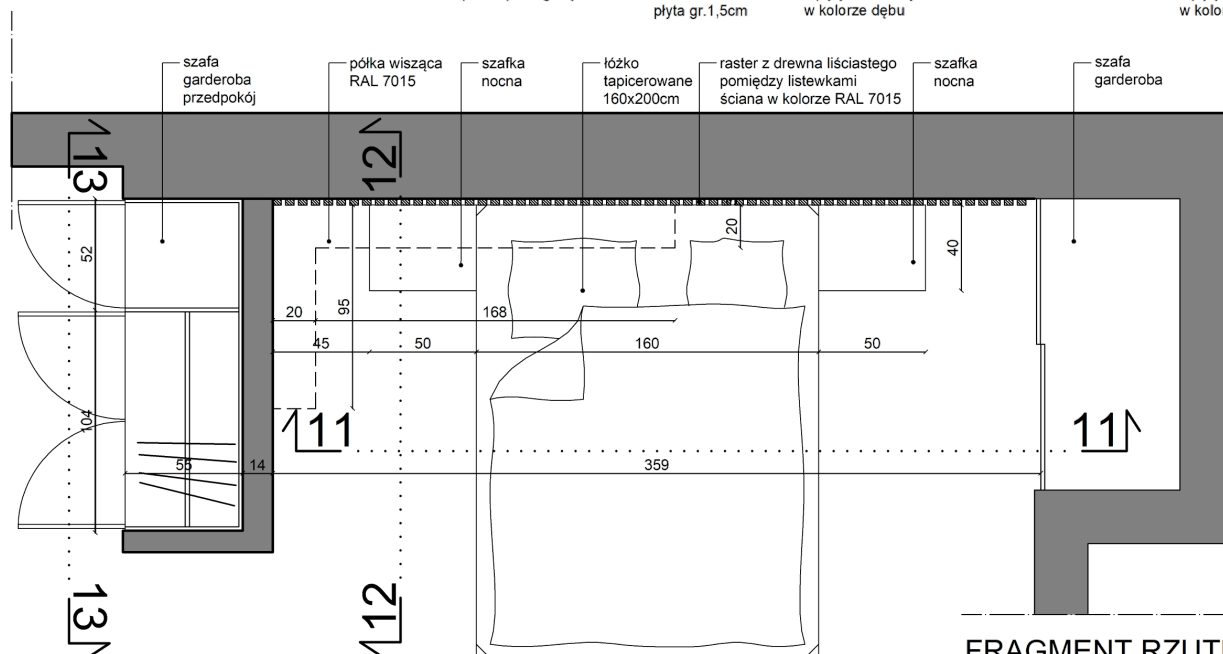 płyta gr.1,5cm
w kolorze dębu
szafa
garderoba
przedpokój
półka wisząca
RAL 7015
szafka
nocna
łóżko
tapicerowane
160x200cm
raster z drewna liściastego
pomiędzy listewkami
ściana w kolorze RAL 7015
szafka
nocna
szafa
garderoba
13
12
52
20
40
95
20
168
45
50
160
50
104
11
11
55
14
359
13
12
FRAGMENT